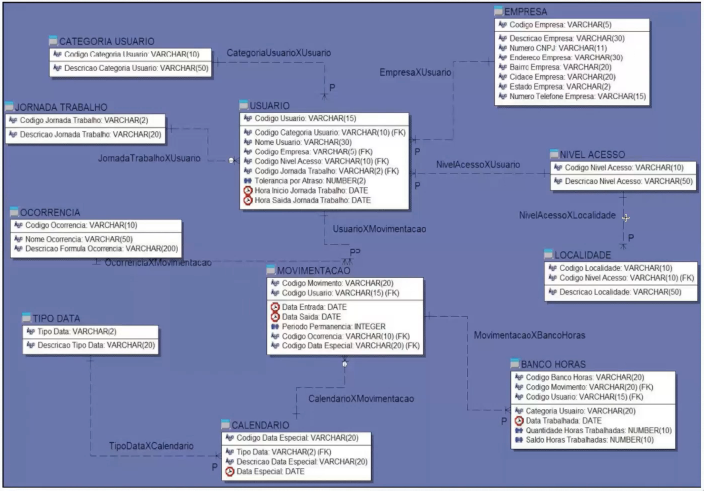 EMPRESA
Codigo Empresa: VARCHAR(5)
Descricao Empresa: VARCHAR(30)
Numero CNPJ: VARCHAR(11)
Endereco Empresa: VARCHAR(30)
Bairrc Empresa: VARCHAR(20)
Cidace Empresa: VARCHAR(20)
Estado Empresa: VARCHAR(2)
Numero Telefone Empresa: VARCHAR(15)
CATEGORIA USUARIO
Codigo Categoria Usuario: VARCHAR(10)
Descricao Categoria Usuario: VARCHAR(50)
CategoriaUsuarioXUsuario
P
EmpresaXUsuario
P
JORNADA TRABALHO
Codigo Jornada Trabalho: VARCHAR(2)
Descricao Jornada Trabalho: VARCHAR(20)
JornadaTrabalhoXUsuario
USUARIO
Codigo Usuario: VARCHAR(15)
Codigo Categoria Usuario: VARCHAR(10) (FK)
Nome Usuario: VARCHAR(30)
Codigo Empresa: VARCHAR(5) (FK)
Codigo Nivel Acesso: VARCHAR(10) (FK)
Codigo Jornada Trabalho: VARCHAR(2) (FK)
Tolerancia por Atraso: NUMBER(2)
Hora Inicio Jornada Trabalho: DATE
Hora Saida Jornada Trabalho: DATE
NivelAcessoXUsuario
P
NIVEL ACESSO
Codigo Nivel Acesso: VARCHAR(10)
Descricao Nivel Acesso: VARCHAR(50)
NivelAcessoXLocalidade
P
LOCALIDADE
Codigo Localidade: VARCHAR(10)
Codigo Nivel Acesso: VARCHAR(10) (FK)
Descricao Localidade: VARCHAR(50)
OCORRENCIA
Codigo Ocorrencia: VARCHAR(10)
Nome Ocorrencia: VARCHAR(50)
Descricao Formula Ocorrencia: VARCHAR(200)
OcorrenciaXMovimentacao
UsuarioXMovimentacao
PP
MOVIMENTACAO
Codigo Movimento: VARCHAR(20)
Codigo Usuario: VARCHAR(15) (FK)
Data Entrada: DATE
Data Saida: DATE
Periodo Permanencia: INTEGER
Codigo Ocorrencia: VARCHAR(10) (FK)
Codigo Data Especial: VARCHAR(20) (FK)
MovimentacaoXBancoHoras
P
TIPO DATA
Tipo Data: VARCHAR(2)
Descricao Tipo Data: VARCHAR(20)
TipoDataXCalendario
P
CalendarioXMovimentacao
CALENDARIO
Codigo Data Especial: VARCHAR(20)
Tipo Data: VARCHAR(2) (FK)
Descricao Data Especial: VARCHAR(20)
Data Especial: DATE
BANCO HORAS
Codigo Banco Horas: VARCHAR(20)
Codigo Movimento: VARCHAR(20) (FK)
Codigo Usuario: VARCHAR(15) (FK)
Categoria Usuairo: VARCHAR(20)
Data Trabalhada: DATE
Quantidade Horas Trabalhadas: NUMBER(10)
Saldo Horas Trabalhadas: NUMBER(10)